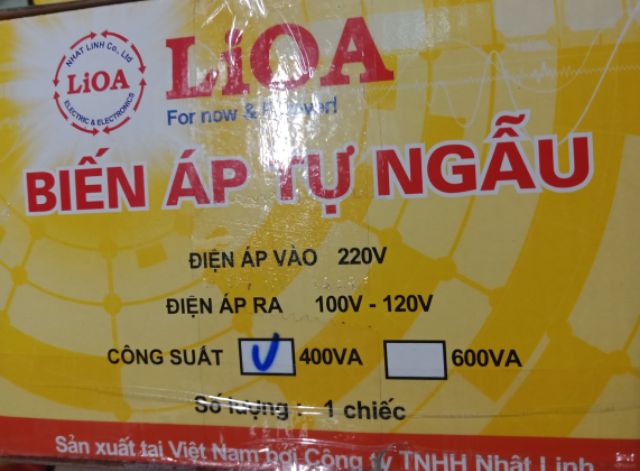 NHAT LINH Co., Ltd
LiOA
ELECTRIC & ELECTRONICS
LiOA
For now & forever!
BIẾN ÁP TỰ NGẪU
ĐIỆN ÁP VÀO 220V
ĐIỆN ÁP RA 100V - 120V
CÔNG SUẤT 400VA 600VA
Số lượng : 1 chiếc
Sản xuất tại Việt Nam bởi Công ty TNHH Nhật Linh